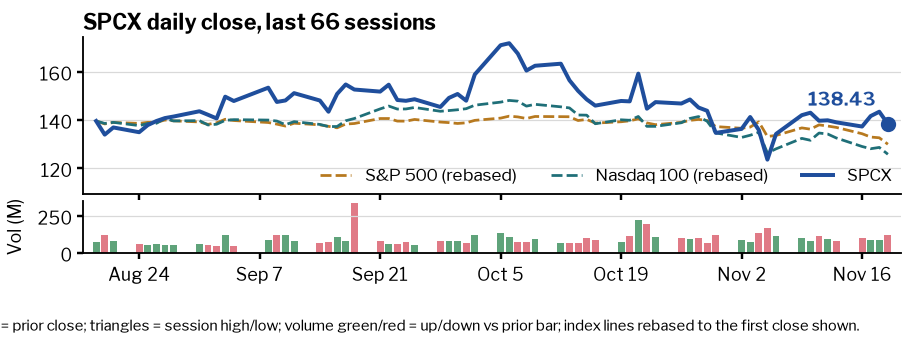 SPCX daily close, last 66 sessions
160
140
120
138.43
S&P 500 (rebased) Nasdaq 100 (rebased) SPCX
Vol (M)
250
0
Aug 24 Sep 7 Sep 21 Oct 5 Oct 19 Nov 2 Nov 16
= prior close; triangles = session high/low; volume green/red = up/down vs prior bar; index lines rebased to the first close shown.